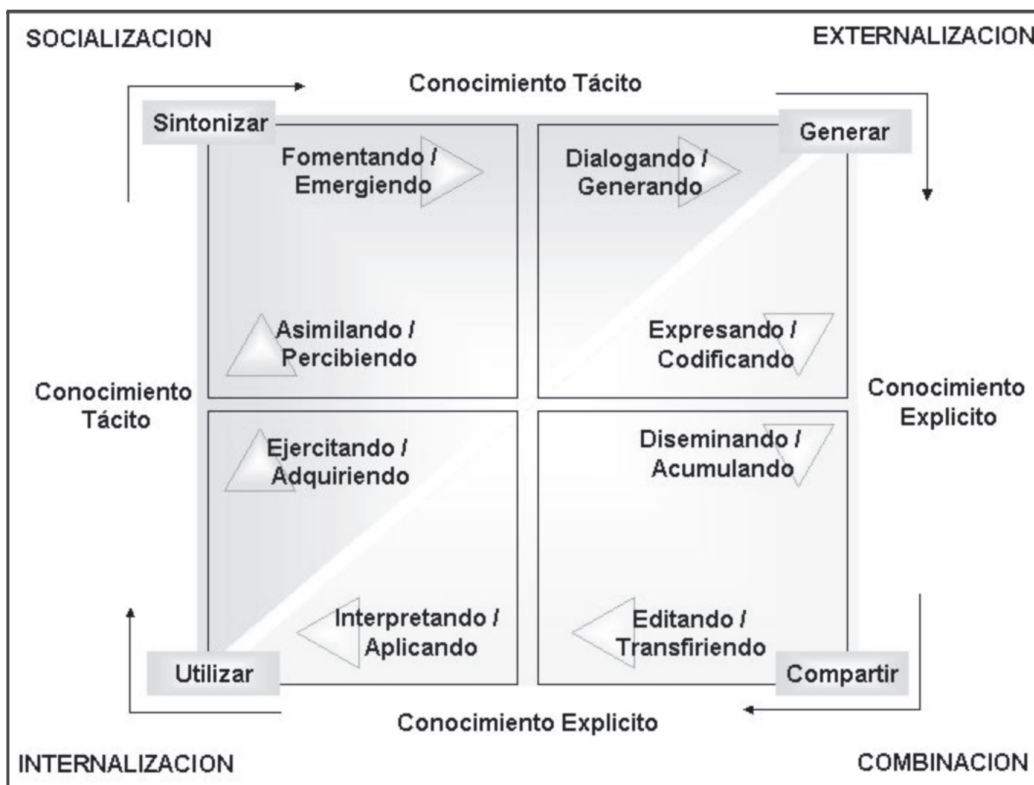 SOCIALIZACION
EXTERNALIZACION
Conocimiento Tácito
Sintonizar
Generar
Fomentando /
Emergiendo
Dialogando /
Generando
Asimilando /
Percibiendo
Expresando /
Codificando
Conocimiento
Tácito
Conocimiento
Explicito
Ejercitando /
Adquiriendo
Diseminando /
Acumulando
Interpretando /
Aplicando
Editando /
Transfiriendo
Utilizar
Compartir
Conocimiento Explicito
INTERNALIZACION
COMBINACION